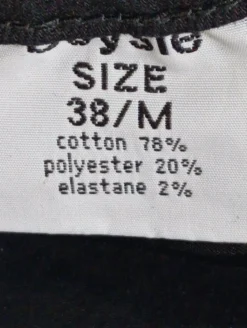 SIZE
38/M
cotton 78%
polyester 20%
elastane 2%